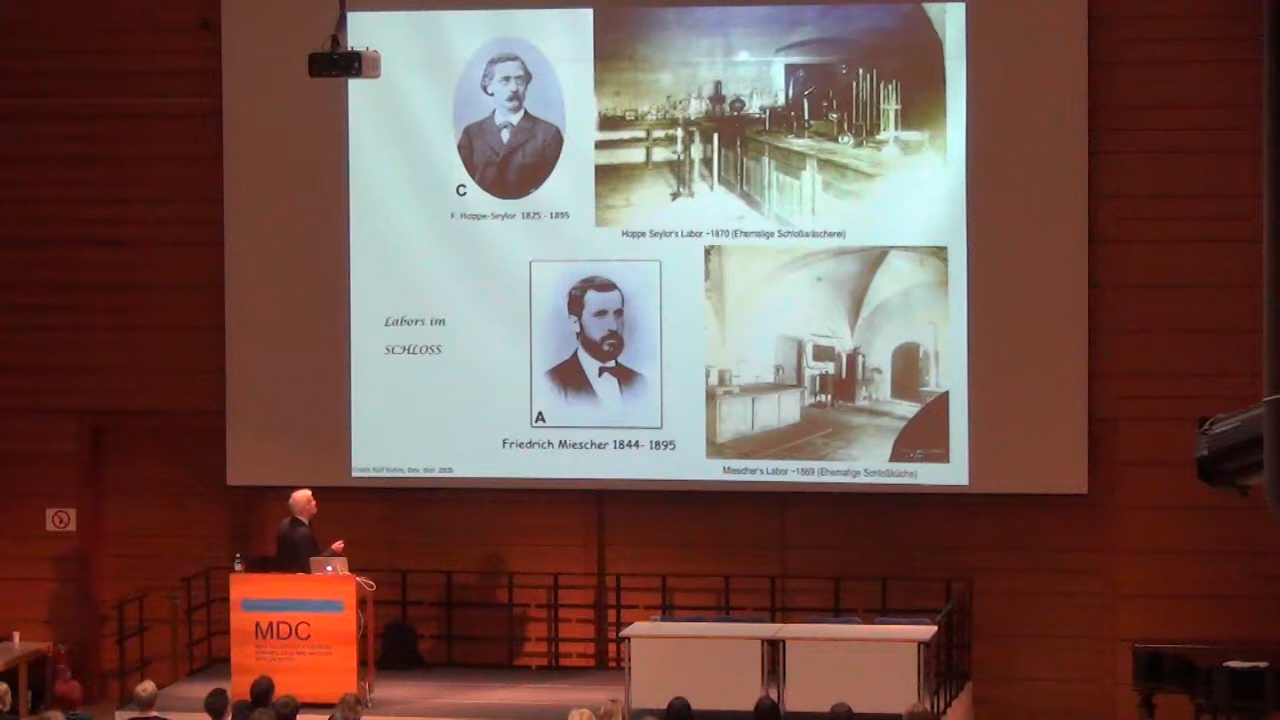 C
F. Hoppe-Seylor 1825 - 1895
Hoppe Seylor's Labor ~1870 (Ehemalige Schloßwäscherei)
Labors im
SCHLOSS
A
Friedrich Miescher 1844- 1895
Miescher's Labor ~1869 (Ehemalige Schloßküche)
MDC